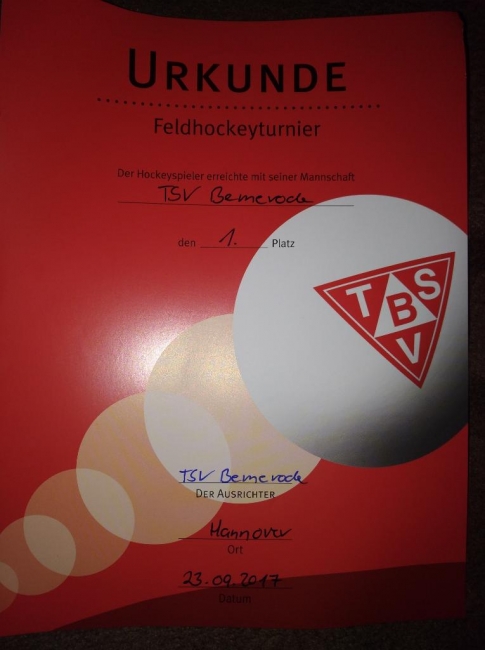 URKUNDE
Feldhockeyturnier
Der Hockeyspieler erreichte mit seiner Mannschaft
TSV Bemerode
den 1. Platz
TBSV
TSV Bemerode
DER AUSRICHTER
Hannover
Ort
23.09.2017
Datum